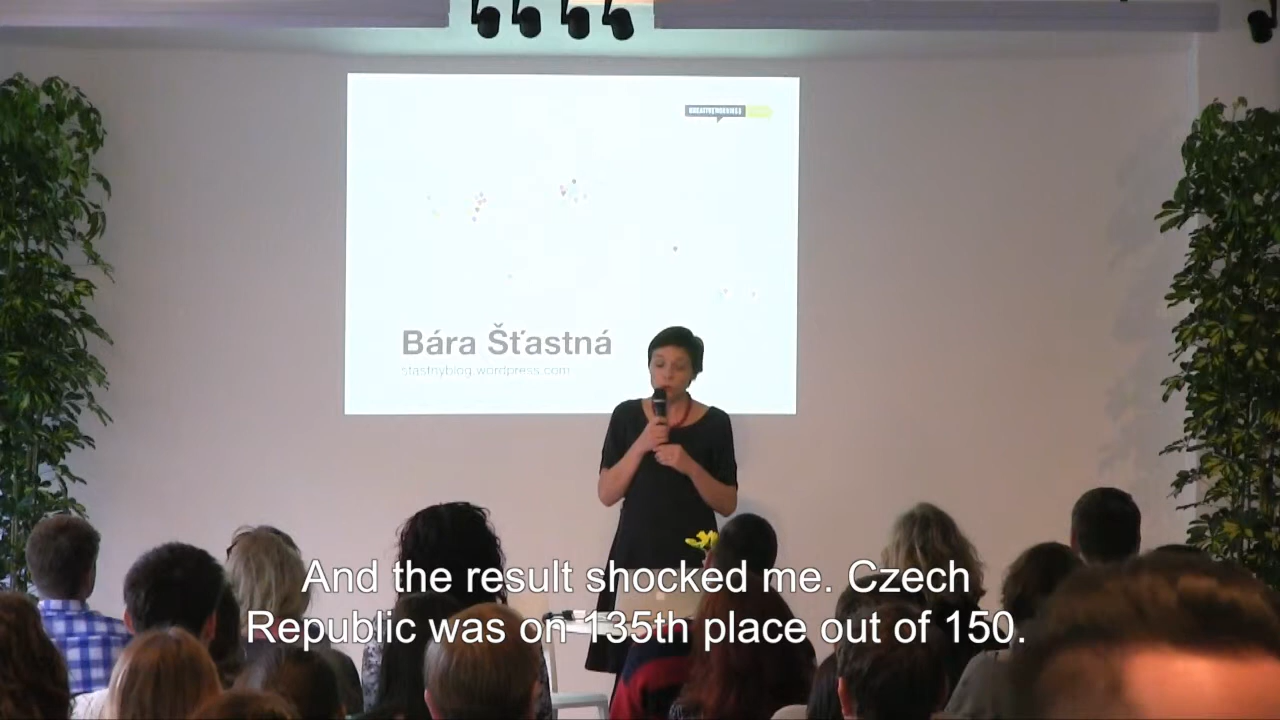 CREATIVEMORNINGS
Bára Šťastná
stastnyblog.wordpress.com
And the result shocked me. Czech
Republic was on 135th place out of 150.